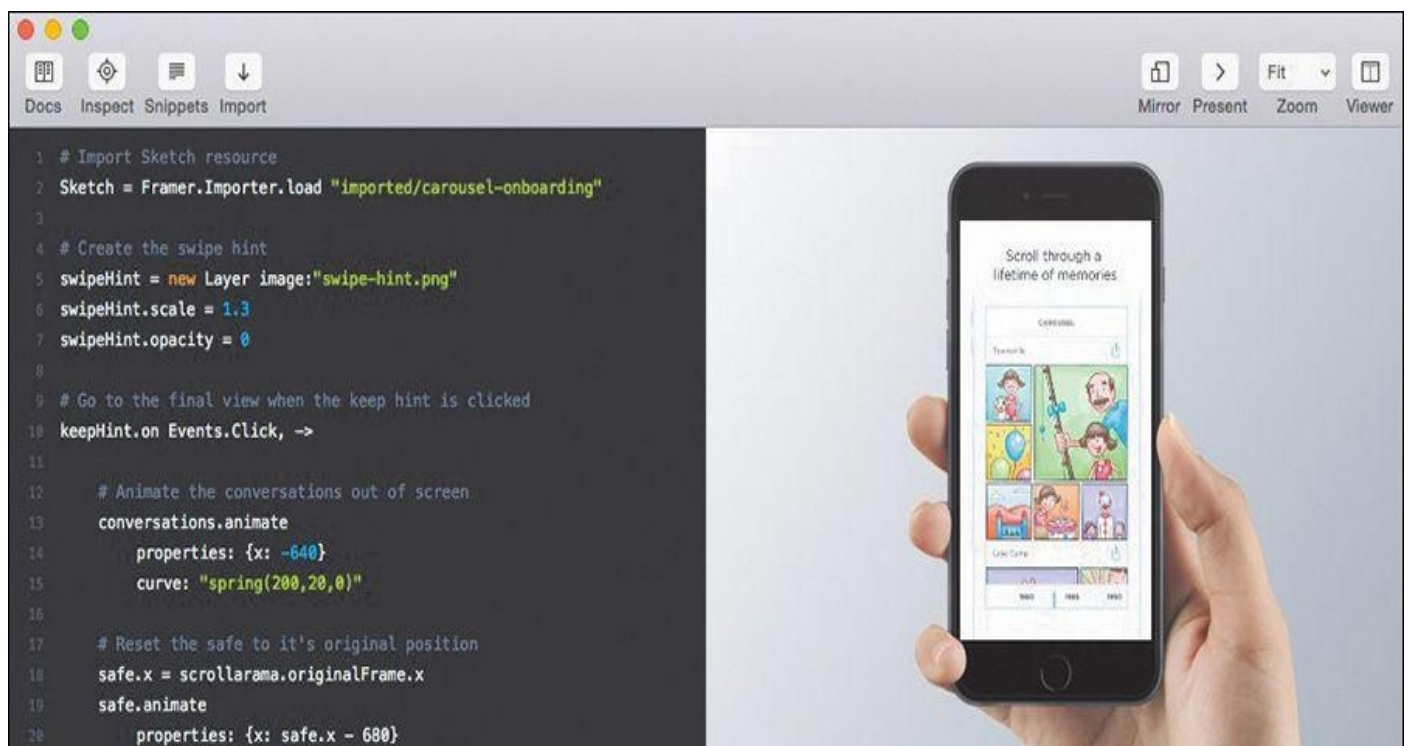 Docs Inspect Snippets Import
Fit
Mirror Present Zoom Viewer
1 # Import Sketch resource
2 Sketch = Framer.Importer.load "imported/carousel-onboarding"
3
4 # Create the swipe hint
5 swipeHint = new Layer image:"swipe-hint.png"
6 swipeHint.scale = 1.3
7 swipeHint.opacity = 0
8
9 # Go to the final view when the keep hint is clicked
10 keepHint.on Events.Click, ->
11
12 # Animate the conversations out of screen
13 conversations.animate
14 properties: {x: -640}
15 curve: "spring(200,20,0)"
16
17 # Reset the safe to it's original position
18 safe.x = scrollarama.originalFrame.x
19 safe.animate
20 properties: {x: safe.x - 680}
Scroll through a
lifetime of memories
CAROUSEL